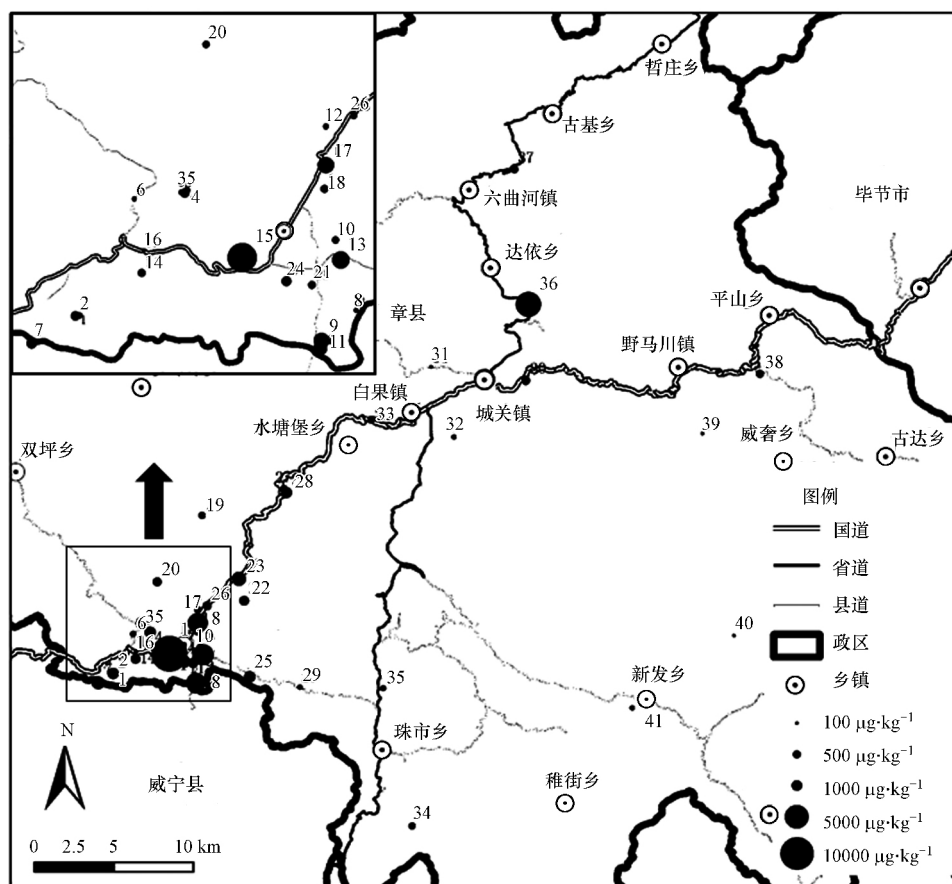 20
12
26
17
18
35
4
6
10
15
13
16
14
24
21
2
8
7
9
11
哲庄乡
古基乡
六曲河镇
毕节市
达依乡
36
平山乡
章县
31
野马川镇
38
白果镇
城关镇
33
水塘堡乡
32
39
双坪乡
威奢乡
古达乡
28
图例
19
国道
23
20
省道
22
26
17
8
县道
6
35
10
40
政区
16
2
25
29
35
新发乡
乡镇
1
8
41
N
珠市乡
100 μg·kg⁻¹
威宁县
500 μg·kg⁻¹
稚街乡
1000 μg·kg⁻¹
34
5000 μg·kg⁻¹
0 2.5 5 10 km
10000 μg·kg⁻¹